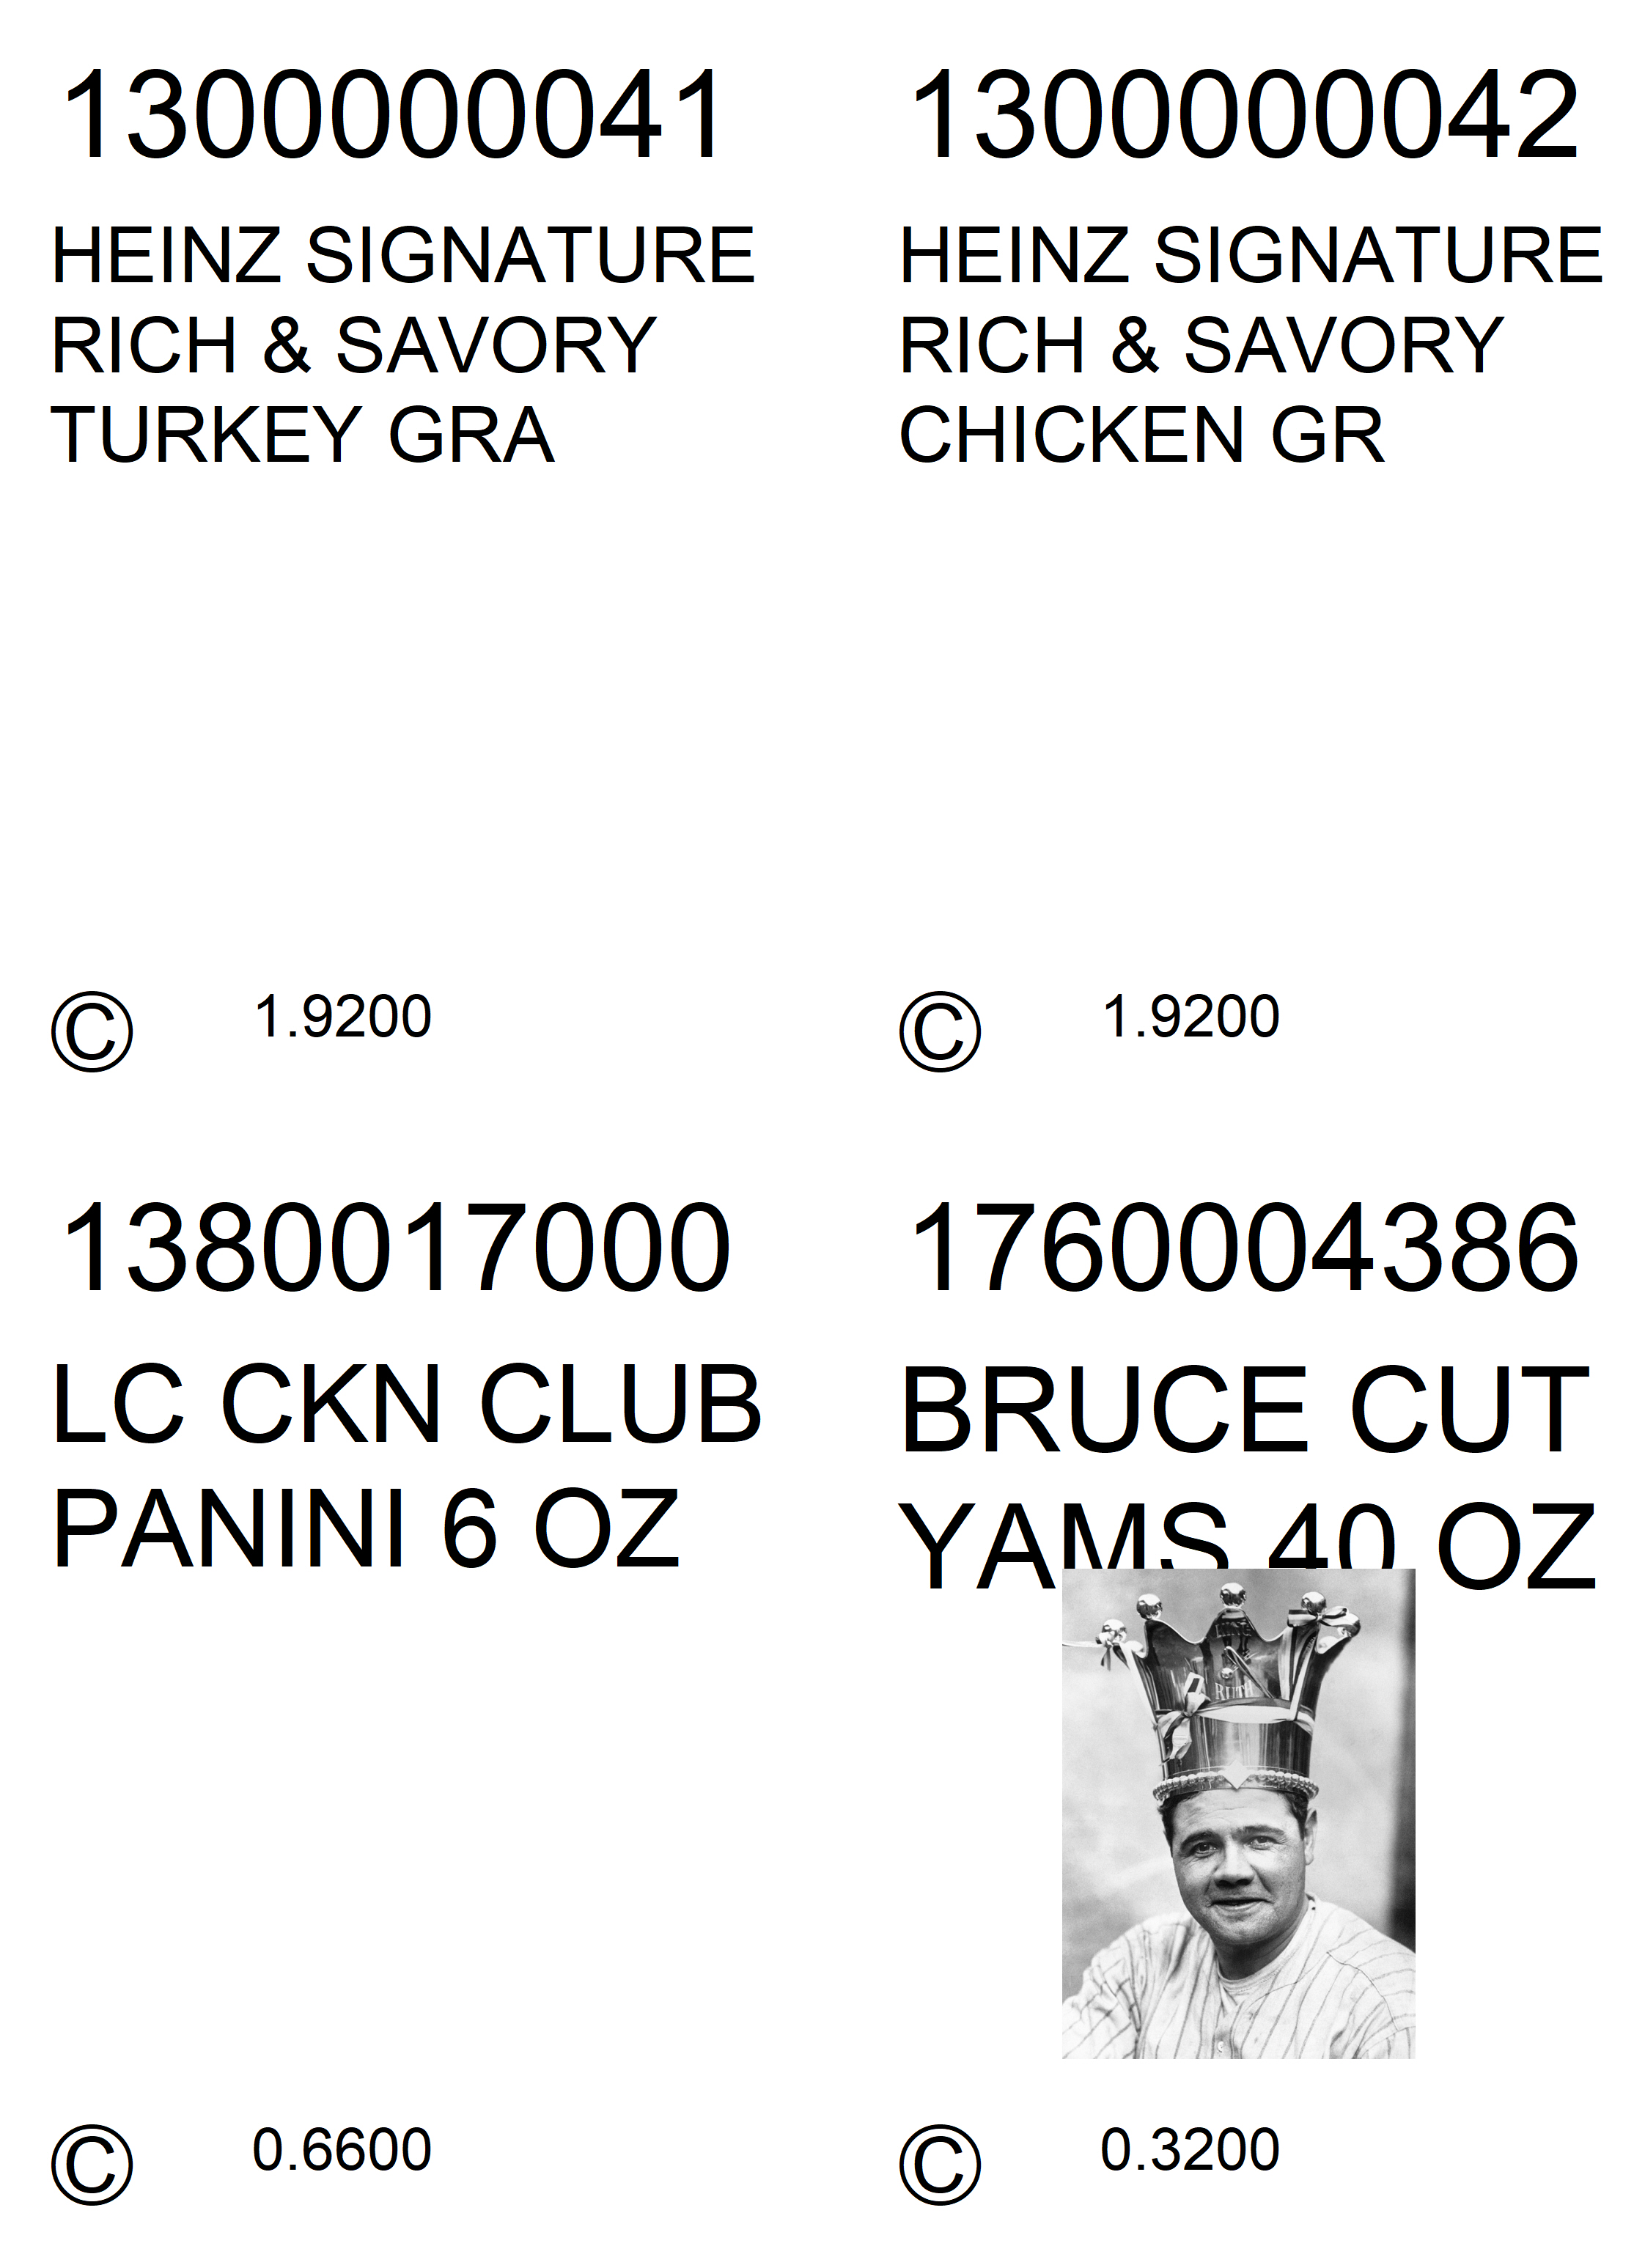 1300000041
HEINZ SIGNATURE
RICH & SAVORY
TURKEY GRA
© 1.9200
1300000042
HEINZ SIGNATURE
RICH & SAVORY
CHICKEN GR
© 1.9200
1380017000
LC CKN CLUB
PANINI 6 OZ
© 0.6600
1760004386
BRUCE CUT
YAMS 40 OZ
RUTH
© 0.3200